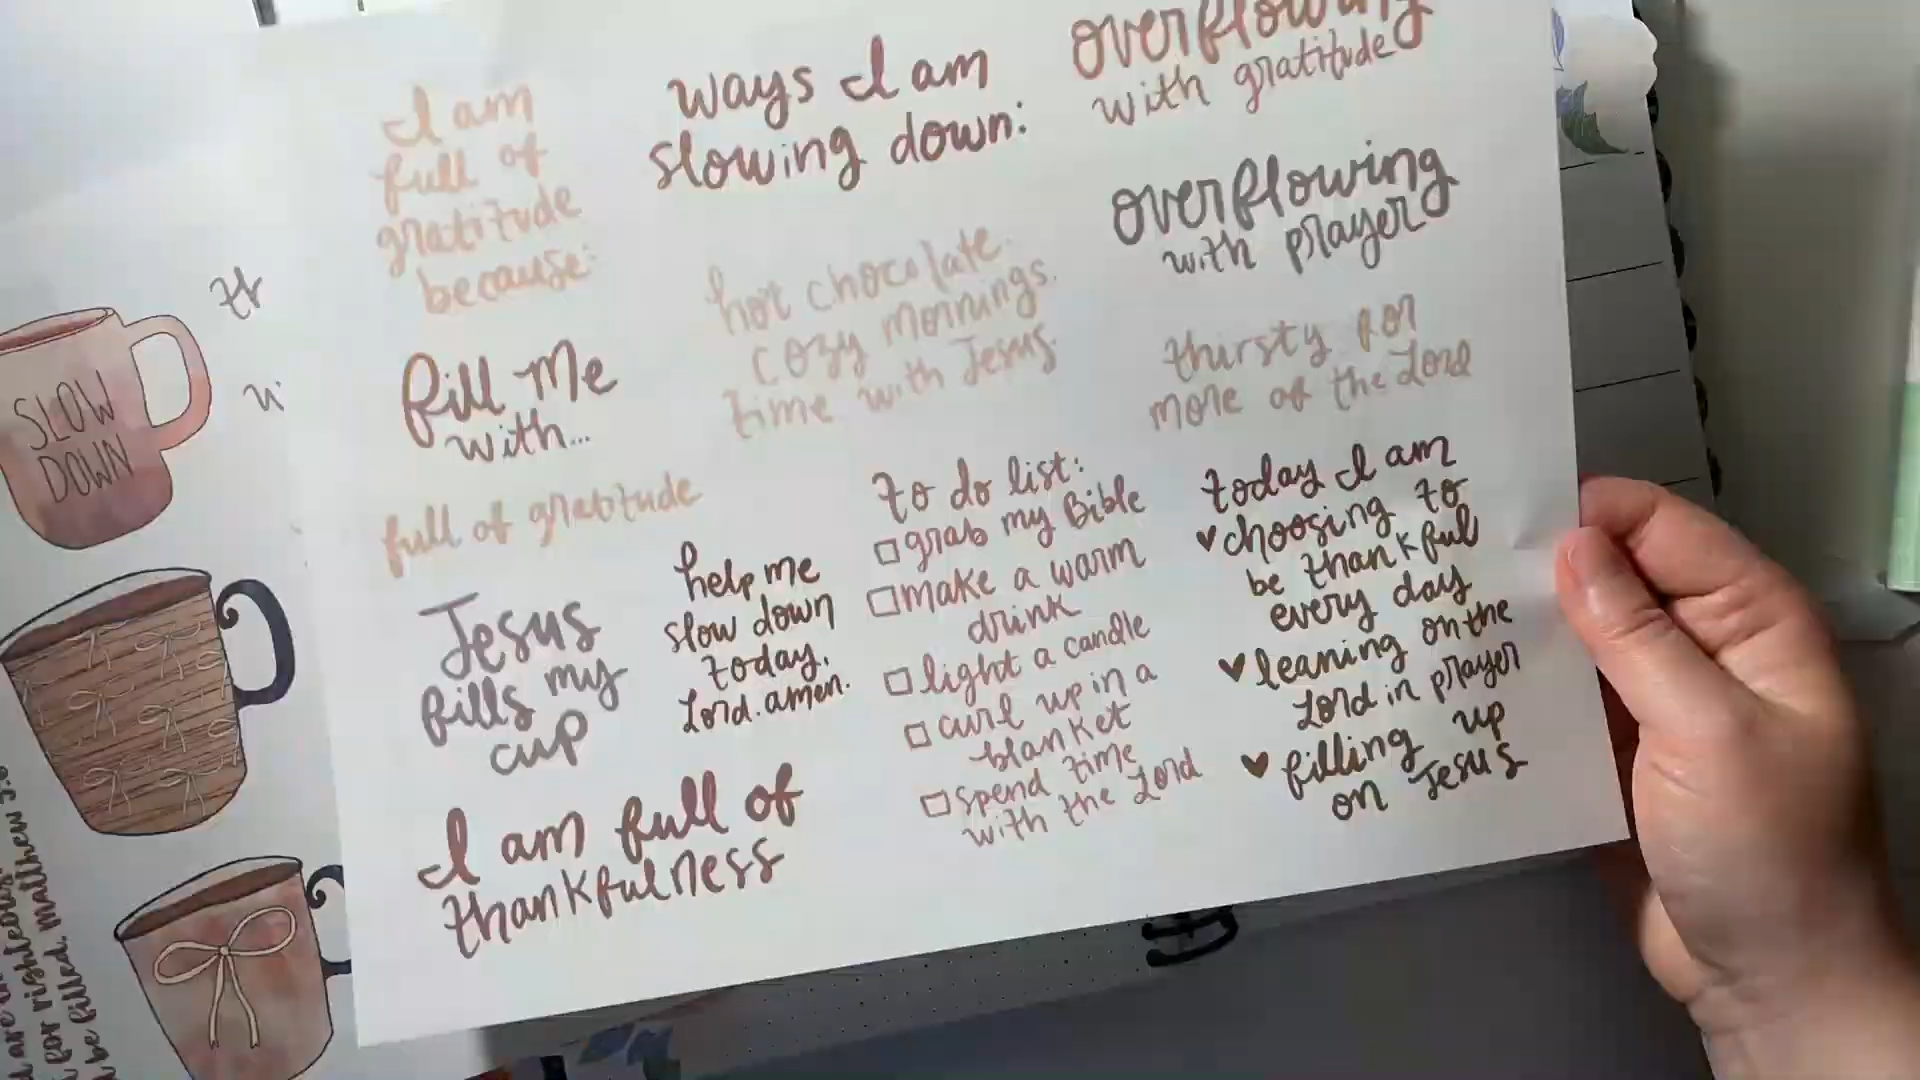 I am
full of
gratitude
because:
ways I am
slowing down:
overflowing
with gratitude
overflowing
with prayer
fill me
with...
hot chocolate.
cozy mornings.
time with Jesus.
thirsty for
more of the Lord
full of gratitude
Jesus
fills my
cup
help me
slow down
today,
Lord. amen.
to do list:
□ grab my Bible
□ make a warm
drink
□ light a candle
□ curl up in a
blanket
□ spend time
with the Lord
today I am
♥ choosing to
be thankful
every day
♥ leaning on the
Lord in prayer
♥ filling up
on Jesus
I am full of
thankfulness
SLOW
DOWN
for righteous
be filled. matthew 5:6